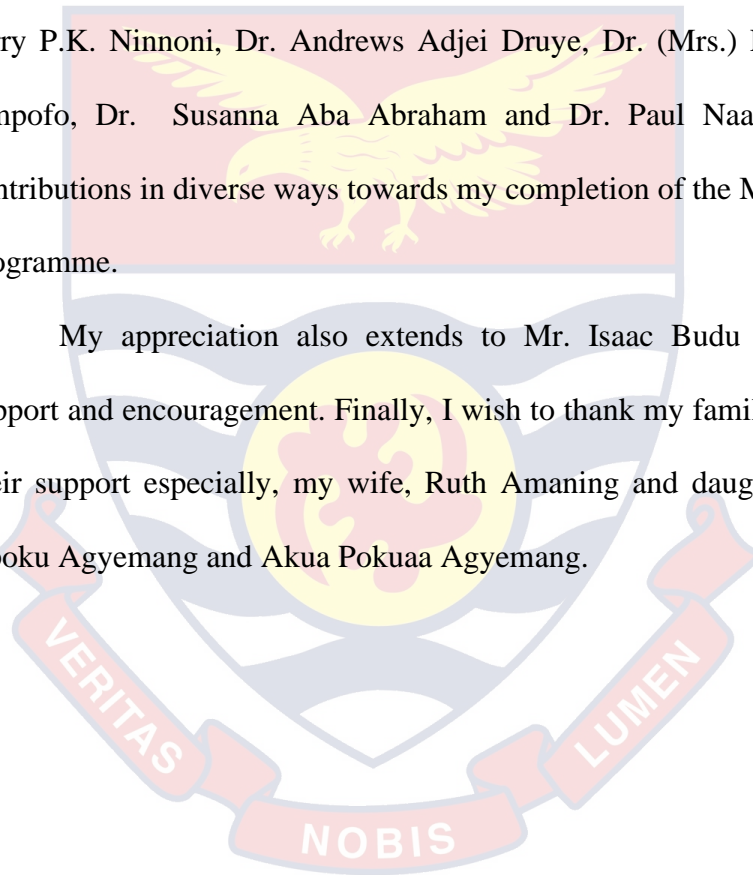 ry P.K. Ninnoni, Dr. Andrews Adjei Druye, Dr. (Mrs.)
npofo, Dr. Susanna Aba Abraham and Dr. Paul Naa
ntributions in diverse ways towards my completion of the M
ogramme.
My appreciation also extends to Mr. Isaac Budu
pport and encouragement. Finally, I wish to thank my famil
eir support especially, my wife, Ruth Amaning and daug
poku Agyemang and Akua Pokuaa Agyemang.
VERITAS
NOBIS
LUMEN